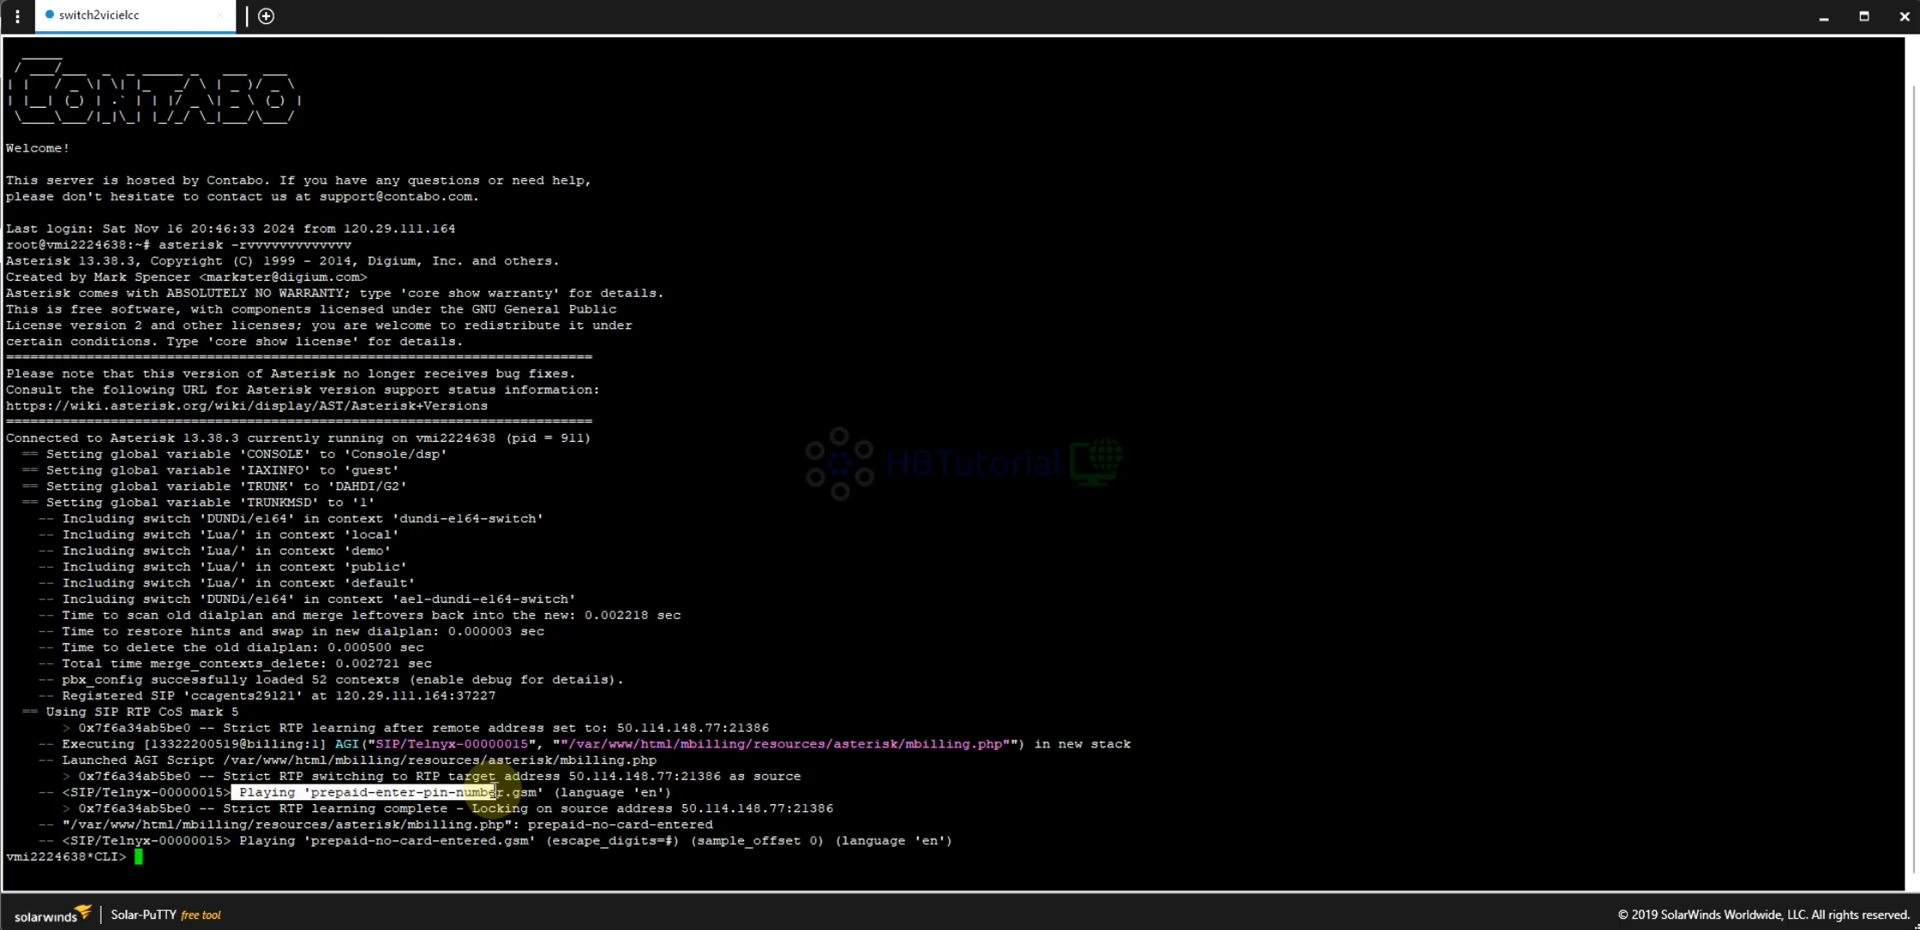 switch2vicielcc
CONTABO
Welcome!
This server is hosted by Contabo. If you have any questions or need help,
please don't hesitate to contact us at support@contabo.com.
Last login: Sat Nov 16 20:46:33 2024 from 120.29.111.164
root@vmi2224638:~# asterisk -rvvvvvvvvvvvvv
Asterisk 13.38.3, Copyright (C) 1999 - 2014, Digium, Inc. and others.
Created by Mark Spencer <markster@digium.com>
Asterisk comes with ABSOLUTELY NO WARRANTY; type 'core show warranty' for details.
This is free software, with components licensed under the GNU General Public
License version 2 and other licenses; you are welcome to redistribute it under
certain conditions. Type 'core show license' for details.
=========================================================================
Please note that this version of Asterisk no longer receives bug fixes.
Consult the following URL for Asterisk version support status information:
https://wiki.asterisk.org/wiki/display/AST/Asterisk+Versions
=========================================================================
Connected to Asterisk 13.38.3 currently running on vmi2224638 (pid = 911)
== Setting global variable 'CONSOLE' to 'Console/dsp'
== Setting global variable 'IAXINFO' to 'guest'
== Setting global variable 'TRUNK' to 'DAHDI/G2'
== Setting global variable 'TRUNKMSD' to '1'
-- Including switch 'DUNDi/e164' in context 'dundi-e164-switch'
-- Including switch 'Lua/' in context 'local'
-- Including switch 'Lua/' in context 'demo'
-- Including switch 'Lua/' in context 'public'
-- Including switch 'Lua/' in context 'default'
-- Including switch 'DUNDi/e164' in context 'ael-dundi-e164-switch'
-- Time to scan old dialplan and merge leftovers back into the new: 0.002218 sec
-- Time to restore hints and swap in new dialplan: 0.000003 sec
-- Time to delete the old dialplan: 0.000500 sec
-- Total time merge_contexts_delete: 0.002721 sec
-- pbx_config successfully loaded 52 contexts (enable debug for details).
-- Registered SIP 'ccagents29121' at 120.29.111.164:37227
== Using SIP RTP CoS mark 5
> 0x7f6a34ab5be0 -- Strict RTP learning after remote address set to: 50.114.148.77:21386
-- Executing [13322200519@billing:1] AGI("SIP/Telnyx-00000015", ""/var/www/html/mbilling/resources/asterisk/mbilling.php"") in new stack
-- Launched AGI Script /var/www/html/mbilling/resources/asterisk/mbilling.php
> 0x7f6a34ab5be0 -- Strict RTP switching to RTP target address 50.114.148.77:21386 as source
-- <SIP/Telnyx-00000015> Playing 'prepaid-enter-pin-number.gsm' (language 'en')
> 0x7f6a34ab5be0 -- Strict RTP learning complete - Locking on source address 50.114.148.77:21386
-- "/var/www/html/mbilling/resources/asterisk/mbilling.php": prepaid-no-card-entered
-- <SIP/Telnyx-00000015> Playing 'prepaid-no-card-entered.gsm' (escape_digits=#) (sample_offset 0) (language 'en')
vmi2224638*CLI>
HBTutorial
solarwinds Solar-PuTTY free tool
© 2019 SolarWinds Worldwide, LLC. All rights reserved.